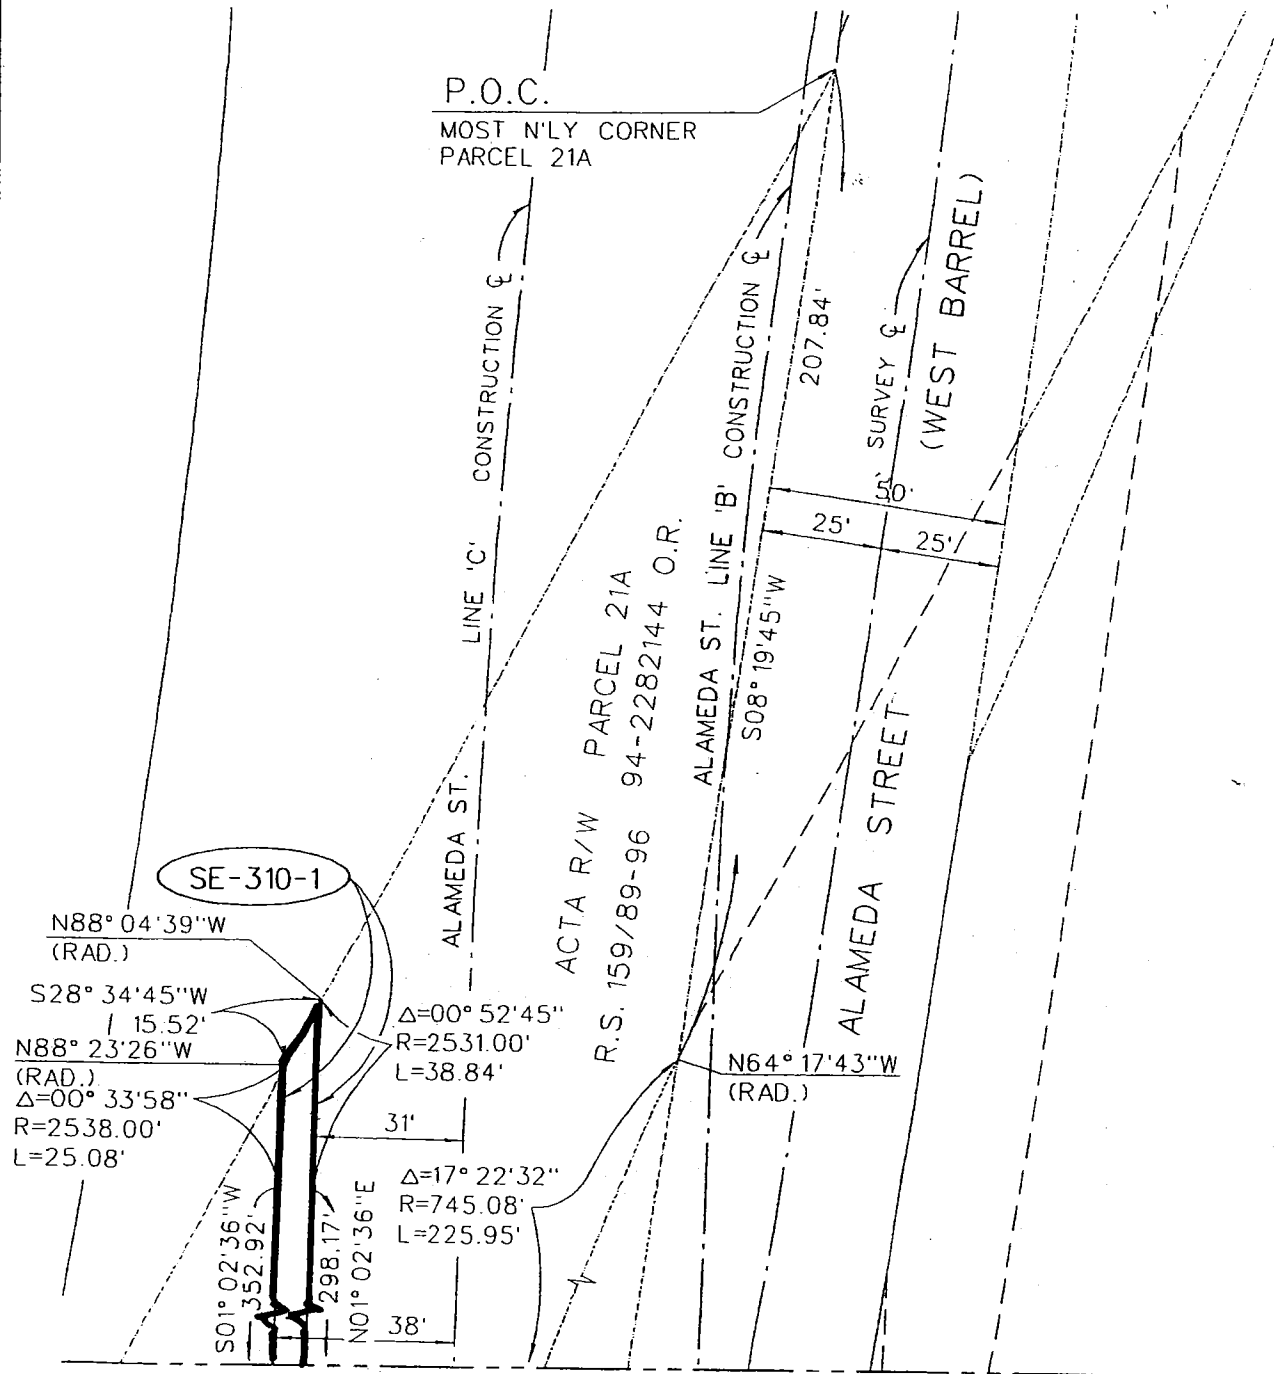 P.O.C.
MOST N'LY CORNER
PARCEL 21A
ALAMEDA ST. LINE 'C' CONSTRUCTION ℄
ALAMEDA ST. LINE 'B' CONSTRUCTION ℄
207.84'
S08°19'45"W
SURVEY ℄
(WEST BARREL)
50'
25'
25'
ACTA R/W PARCEL 21A
R.S. 159/89-96 94-2282144 O.R.
ALAMEDA STREET
SE-310-1
N88°04'39"W
(RAD.)
S28°34'45"W
15.52'
N88°23'26"W
(RAD.)
Δ=00°33'58"
R=2538.00'
L=25.08'
Δ=00°52'45"
R=2531.00'
L=38.84'
31'
N64°17'43"W
(RAD.)
Δ=17°22'32"
R=745.08'
L=225.95'
S01°02'36"W
352.92'
298.17'
N01°02'36"E
38'